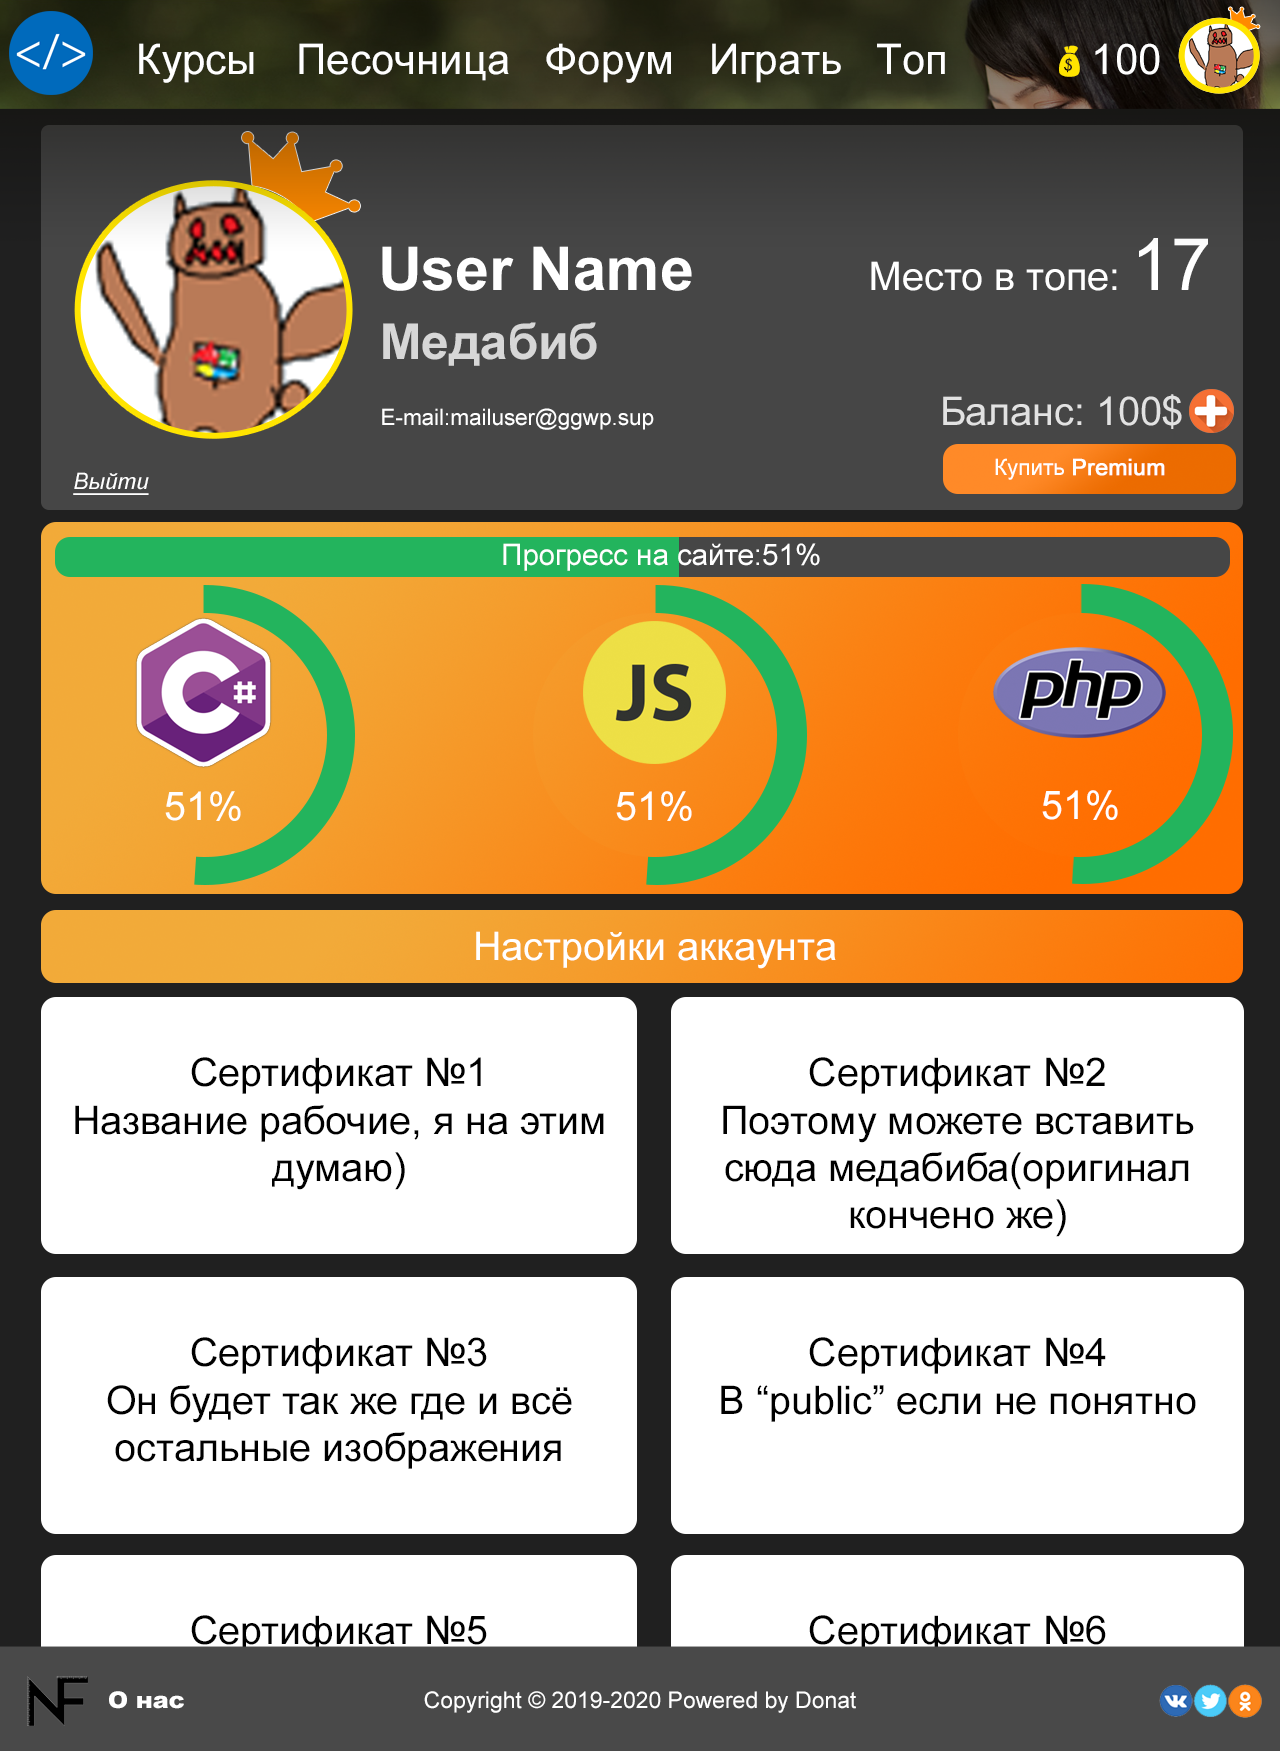 </>
Курсы Песочница Форум Играть Топ 100
User Name
Место в топе: 17
Медабиб
E-mail:mailuser@ggwp.sup
Баланс: 100$
Купить Premium
Выйти
Прогресс на сайте:51%
C#
JS
php
51%
51%
51%
Настройки аккаунта
Сертификат №1
Название рабочие, я на этим
думаю)
Сертификат №2
Поэтому можете вставить
сюда медабиба(оригинал
кончено же)
Сертификат №3
Он будет так же где и всё
остальные изображения
Сертификат №4
В “public” если не понятно
Сертификат №5
Сертификат №6
NF
О нас
Copyright © 2019-2020 Powered by Donat